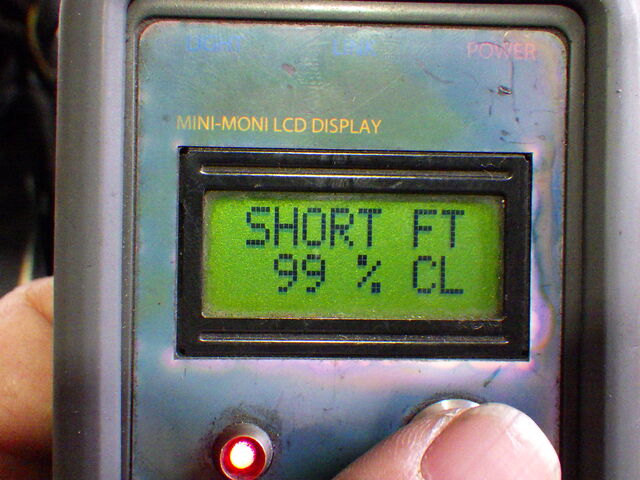 LIGHT LINK POWER
MINI-MONI LCD DISPLAY
SHORT FT
99 % CL